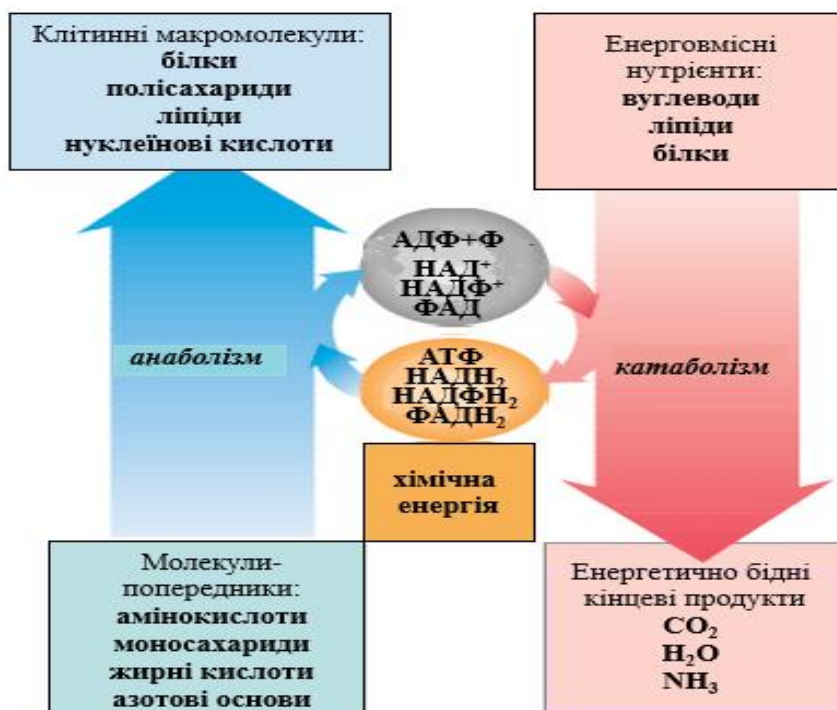 Клітинні макромолекули:
білки
полісахариди
ліпіди
нуклеїнові кислоти
Енерговмісні
нутрієнти:
вуглеводи
ліпіди
білки
АДФ+Ф
НАД⁺
НАДФ⁺
ФАД
анаболізм
АТФ
НАДН₂
НАДФН₂
ФАДН₂
катаболізм
хімічна
енергія
Молекули-
попередники:
амінокислоти
моносахариди
жирні кислоти
азотові основи
Енергетично бідні
кінцеві продукти
CO₂
H₂O
NH₃